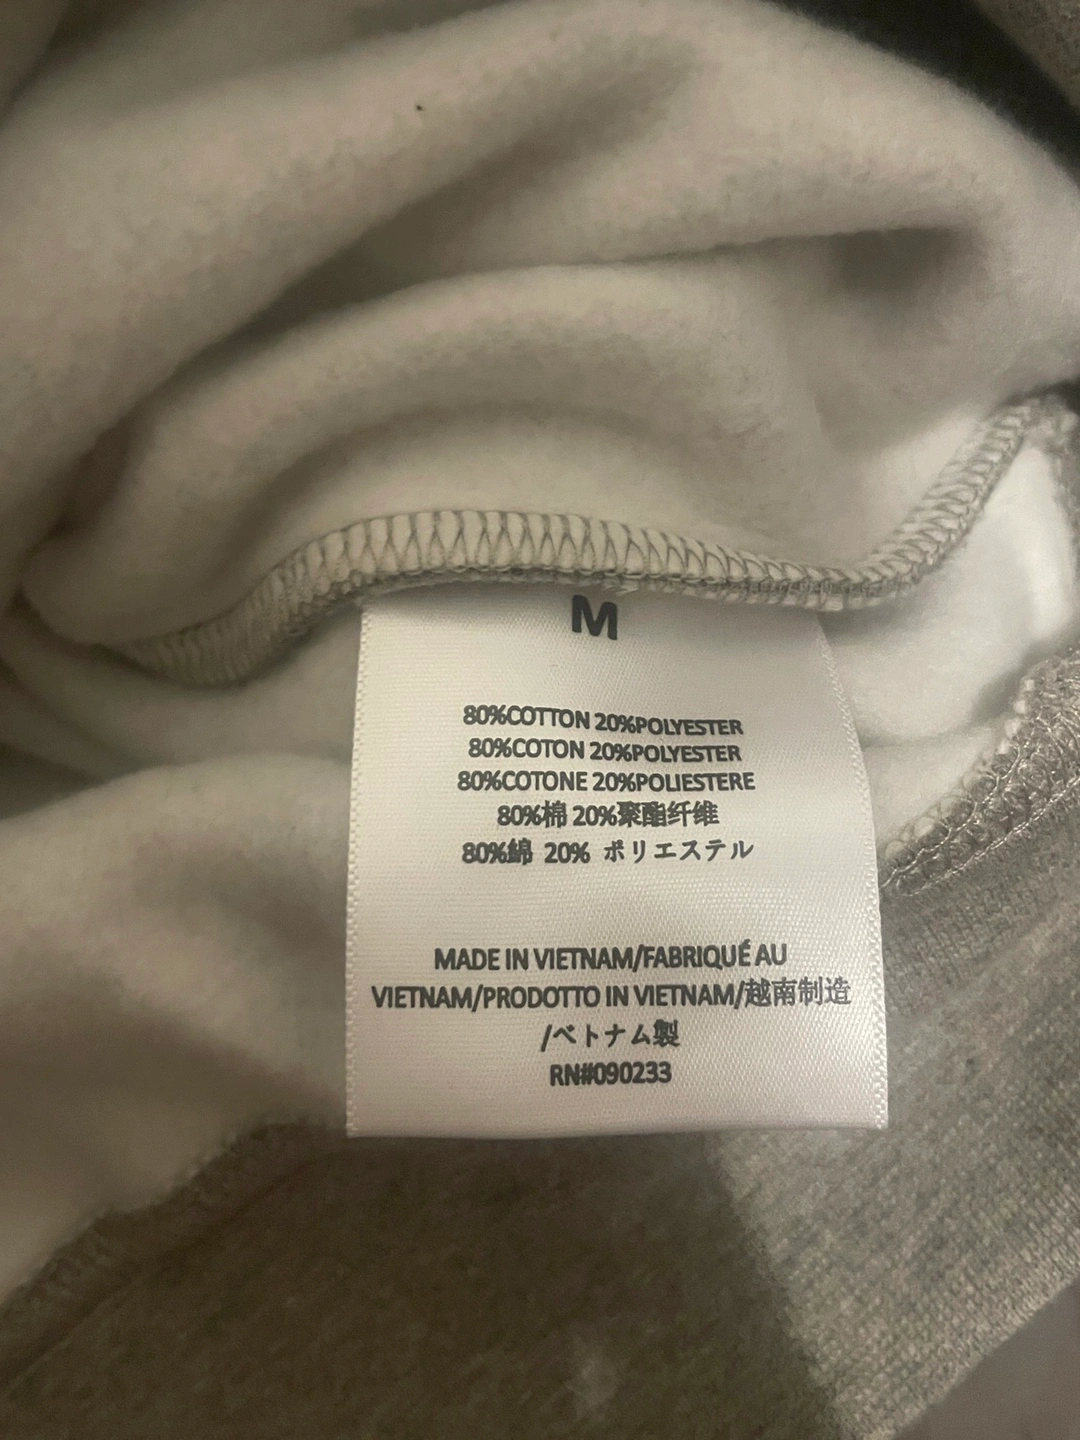 M
80%COTTON 20%POLYESTER
80%COTON 20%POLYESTER
80%COTONE 20%POLIESTERE
80%棉 20%聚酯纤维
80%綿 20% ポリエステル
MADE IN VIETNAM/FABRIQUÉ AU
VIETNAM/PRODOTTO IN VIETNAM/越南制造
/ベトナム製
RN#090233